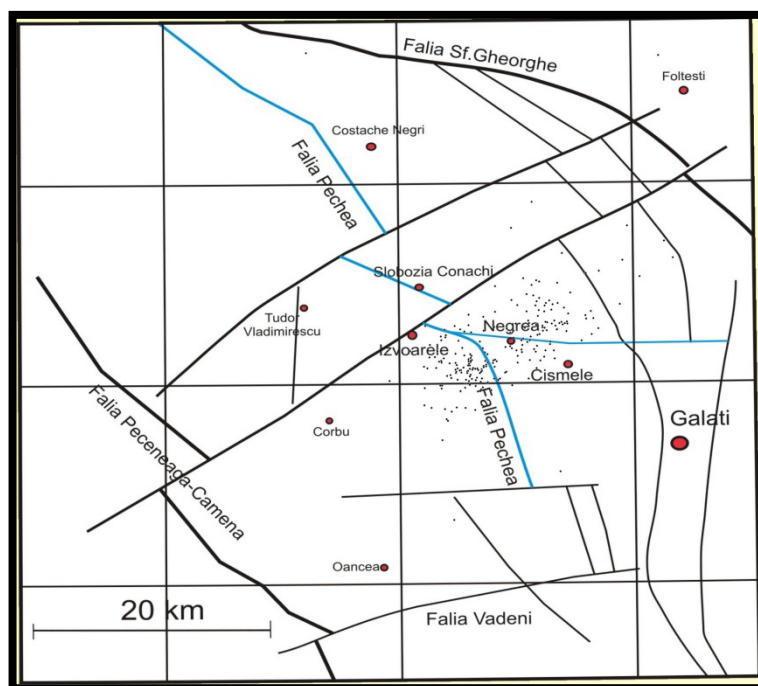 Falia Sf.Gheorghe
Foltesti
Costache Negri
Falia Pechea
Slobozia Conachi
Tudor
Vladimirescu
Negrea
Izvoarele
Cismele
Falia Peceneaga-Camena
Falia Pechea
Corbu
Galati
Oancea
20 km
Falia Vadeni